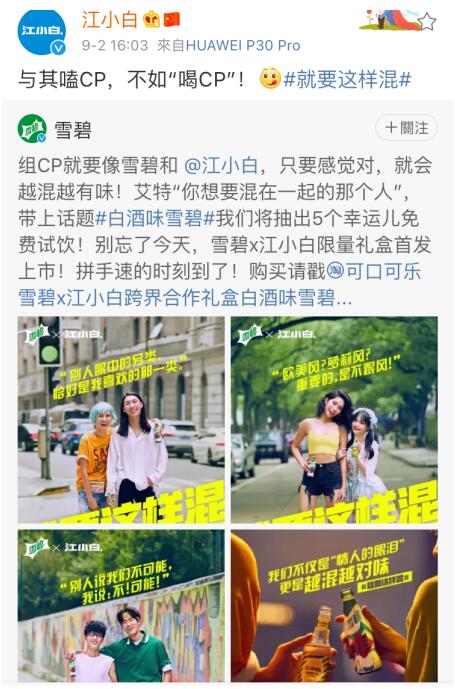 江小白
9-2 16:03 來自HUAWEI P30 Pro
与其嗑CP，不如“喝CP”！#就要这样混#
雪碧
＋關注
组CP就要像雪碧和 @江小白，只要感觉对，就会
越混越有味！艾特“你想要混在一起的那个人”，
带上话题#白酒味雪碧#我们将抽出5个幸运儿免
费试饮！别忘了今天，雪碧x江小白限量礼盒首发
上市！拼手速的时刻到了！购买请戳可口可乐
雪碧x江小白跨界合作礼盒白酒味雪碧...
雪碧 × 江小白.
“别人眼中的另类，
恰好是我喜欢的那一类。”
就要这样混
雪碧 × 江小白.
“欧美风？萝莉风？
重要的，是不跟风！”
就要这样混
雪碧 × 江小白.
“别人说我们不可能，
我说：不！可能！”
我们不仅是“情人的眼泪”
更是越混越对味
#就要这样混#